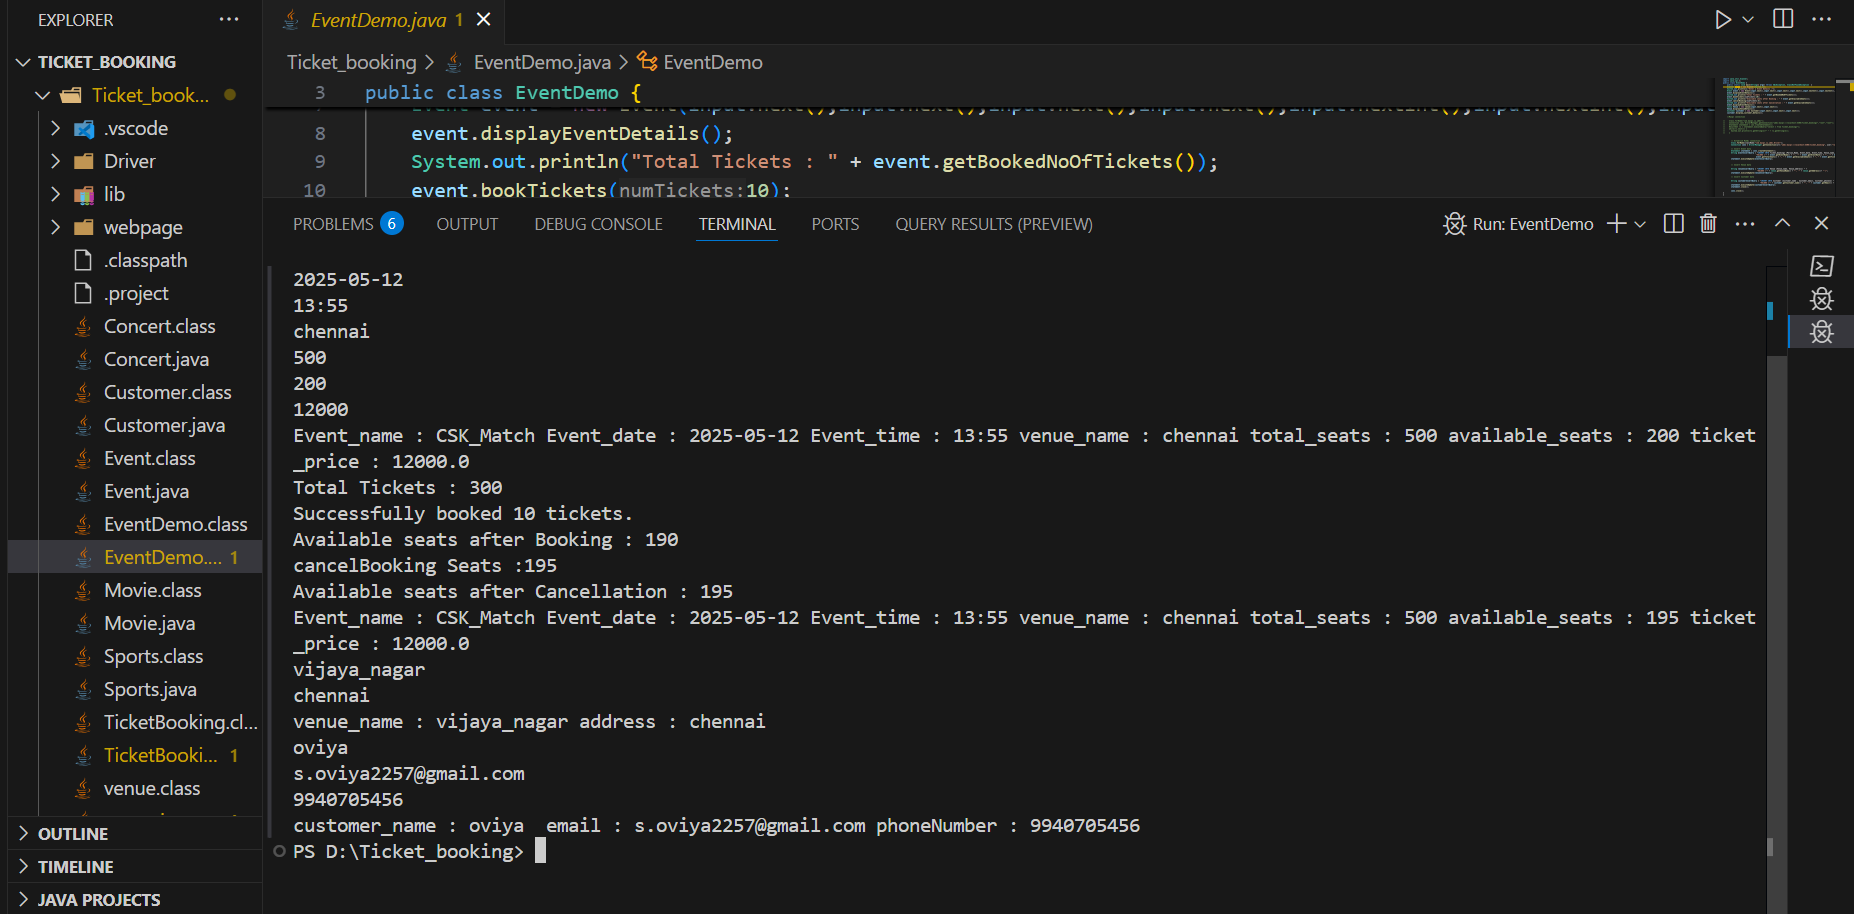 EXPLORER
EventDemo.java 1
TICKET_BOOKING
Ticket_booking > EventDemo.java > EventDemo
Ticket_book...
3 public class EventDemo {
8 event.displayEventDetails();
9 System.out.println("Total Tickets : " + event.getBookedNoOfTickets());
10 event.bookTickets(numTickets:10);
.vscode
Driver
lib
webpage
.classpath
.project
Concert.class
Concert.java
Customer.class
Customer.java
Event.class
Event.java
EventDemo.class
EventDemo.... 1
Movie.class
Movie.java
Sports.class
Sports.java
TicketBooking.cl...
TicketBooki... 1
venue.class
OUTLINE
TIMELINE
JAVA PROJECTS
PROBLEMS 6 OUTPUT DEBUG CONSOLE TERMINAL PORTS QUERY RESULTS (PREVIEW)
Run: EventDemo
2025-05-12
13:55
chennai
500
200
12000
Event_name : CSK_Match Event_date : 2025-05-12 Event_time : 13:55 venue_name : chennai total_seats : 500 available_seats : 200 ticket
_price : 12000.0
Total Tickets : 300
Successfully booked 10 tickets.
Available seats after Booking : 190
cancelBooking Seats :195
Available seats after Cancellation : 195
Event_name : CSK_Match Event_date : 2025-05-12 Event_time : 13:55 venue_name : chennai total_seats : 500 available_seats : 195 ticket
_price : 12000.0
vijaya_nagar
chennai
venue_name : vijaya_nagar address : chennai
oviya
s.oviya2257@gmail.com
9940705456
customer_name : oviya  email : s.oviya2257@gmail.com phoneNumber : 9940705456
PS D:\Ticket_booking>